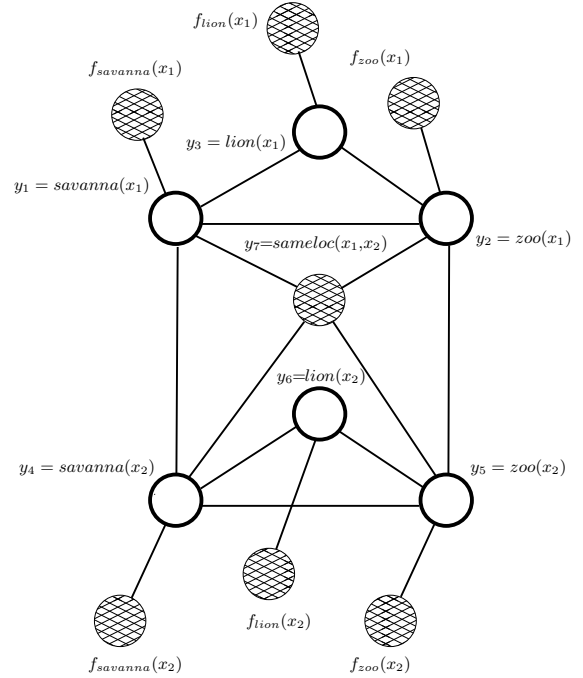 f_lion(x_1)
f_savanna(x_1)
f_zoo(x_1)
y_3 = lion(x_1)
y_1 = savanna(x_1)
y_2 = zoo(x_1)
y_7=sameloc(x_1,x_2)
y_6=lion(x_2)
y_4 = savanna(x_2)
y_5 = zoo(x_2)
f_lion(x_2)
f_savanna(x_2)
f_zoo(x_2)